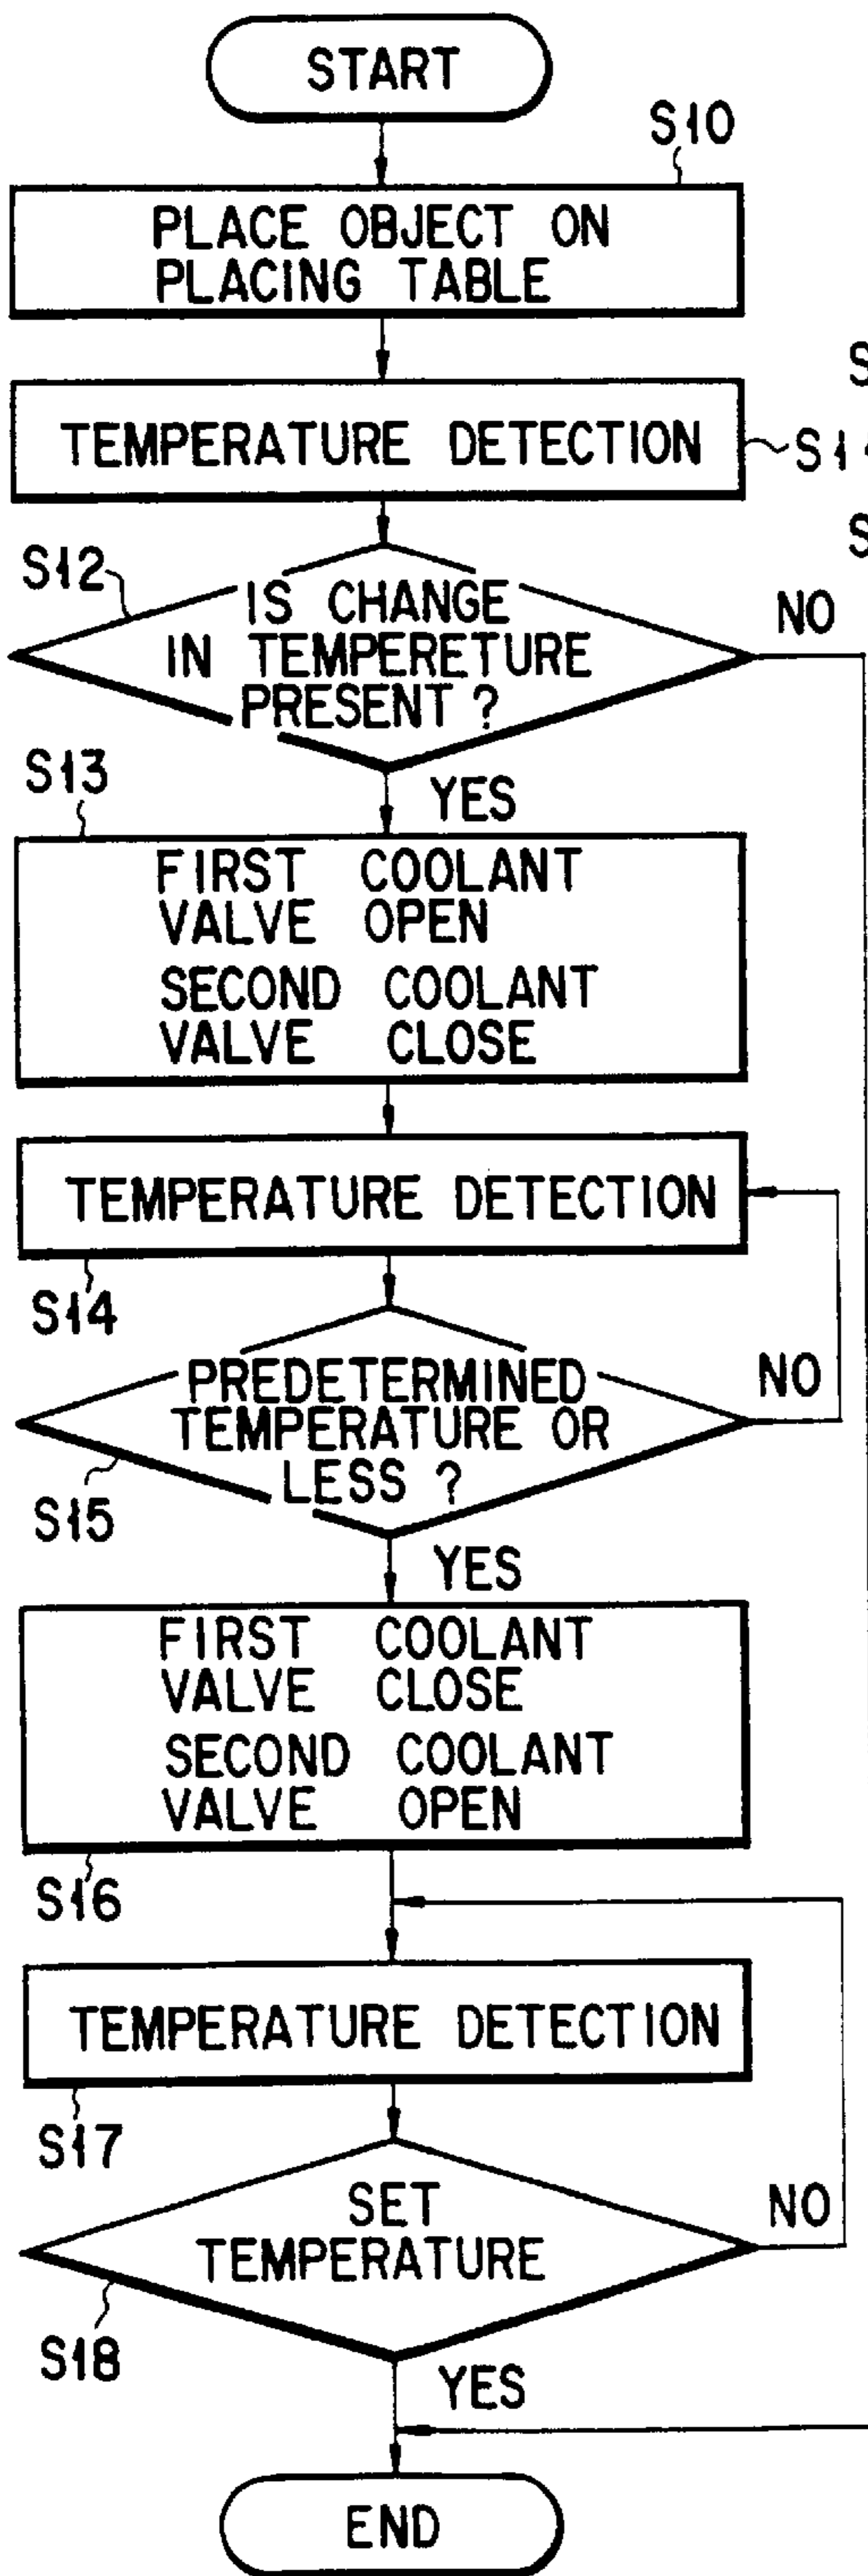 START
S10
PLACE OBJECT ON
PLACING TABLE
TEMPERATURE DETECTION
S12
IS CHANGE
IN TEMPERETURE
PRESENT ?
NO
YES
S13
FIRST COOLANT
VALVE OPEN
SECOND COOLANT
VALVE CLOSE
TEMPERATURE DETECTION
S14
PREDETERMINED
TEMPERATURE OR
LESS ?
NO
S15
YES
FIRST COOLANT
VALVE CLOSE
SECOND COOLANT
VALVE OPEN
S16
TEMPERATURE DETECTION
S17
SET
TEMPERATURE
NO
S18
YES
END